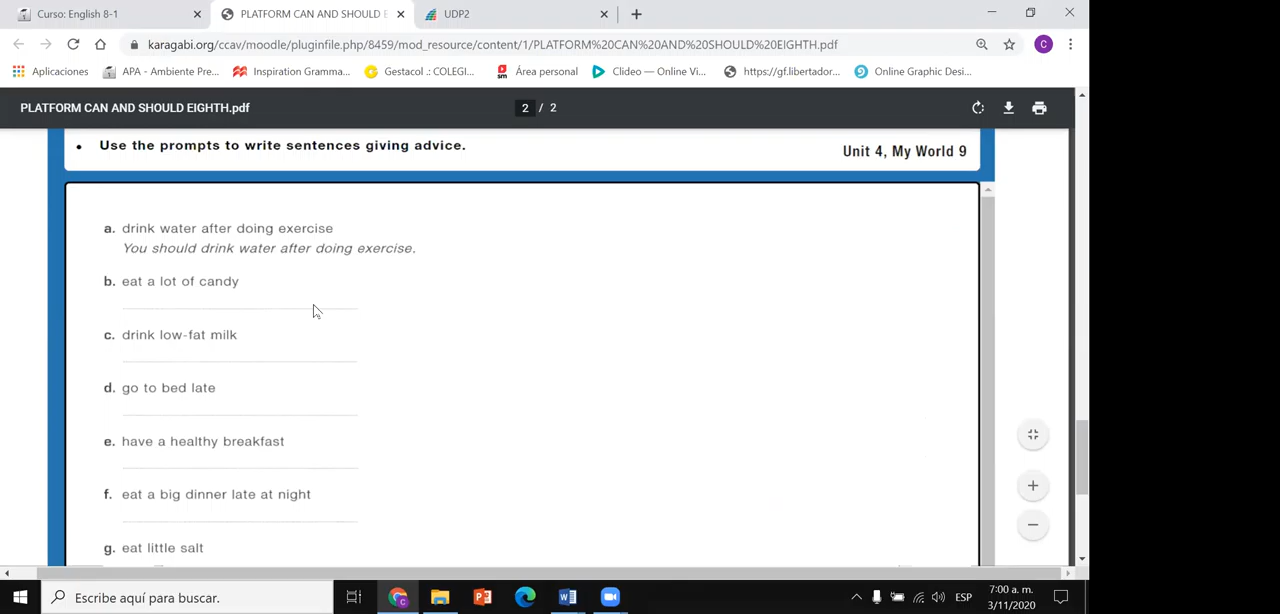 Curso: English 8-1
PLATFORM CAN AND SHOULD E
UDP2
karagabi.org/ccav/moodle/pluginfile.php/8459/mod_resource/content/1/PLATFORM%20CAN%20AND%20SHOULD%20EIGHTH.pdf
C
Aplicaciones
APA - Ambiente Pre...
Inspiration Gramma...
Gestacol .: COLEGI...
sm
Área personal
Clideo — Online Vi...
https://gf.libertador...
Online Graphic Desi...
PLATFORM CAN AND SHOULD EIGHTH.pdf
2 / 2
• Use the prompts to write sentences giving advice.
Unit 4, My World 9
a. drink water after doing exercise
You should drink water after doing exercise.
b. eat a lot of candy
c. drink low-fat milk
d. go to bed late
e. have a healthy breakfast
f. eat a big dinner late at night
g. eat little salt
Escribe aquí para buscar.
ESP
7:00 a. m.
3/11/2020